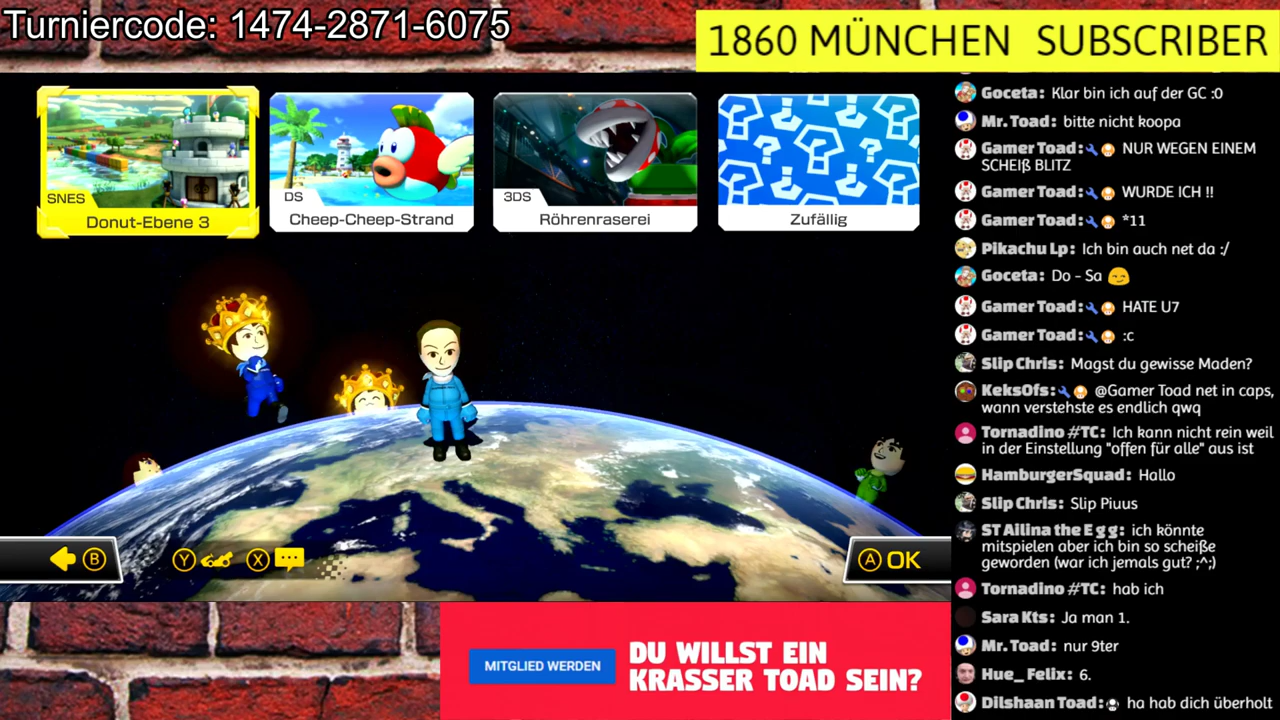 Turniercode: 1474-2871-6075
1860 MÜNCHEN SUBSCRIBER
SNES
Donut-Ebene 3
DS
Cheep-Cheep-Strand
3DS
Röhrenraserei
Zufällig
B
Y
X
A OK
MITGLIED WERDEN
DU WILLST EIN
KRASSER TOAD SEIN?
Goceta: Klar bin ich auf der GC :0
Mr. Toad: bitte nicht koopa
Gamer Toad: NUR WEGEN EINEM
SCHEIß BLITZ
Gamer Toad: WURDE ICH !!
Gamer Toad: *11
Pikachu Lp: Ich bin auch net da :/
Goceta: Do - Sa 😏
Gamer Toad: HATE U7
Gamer Toad: :c
Slip Chris: Magst du gewisse Maden?
KeksOfs: @Gamer Toad net in caps,
wann verstehste es endlich qwq
Tornadino #TC: Ich kann nicht rein weil
in der Einstellung "offen für alle" aus ist
HamburgerSquad: Hallo
Slip Chris: Slip Piuus
ST Ailina the E g g: ich könnte
mitspielen aber ich bin so scheiße
geworden (war ich jemals gut? ;^;)
Tornadino #TC: hab ich
Sara Kts: Ja man 1.
Mr. Toad: nur 9ter
Hue_ Felix: 6.
Dilshaan Toad: ha hab dich überholt